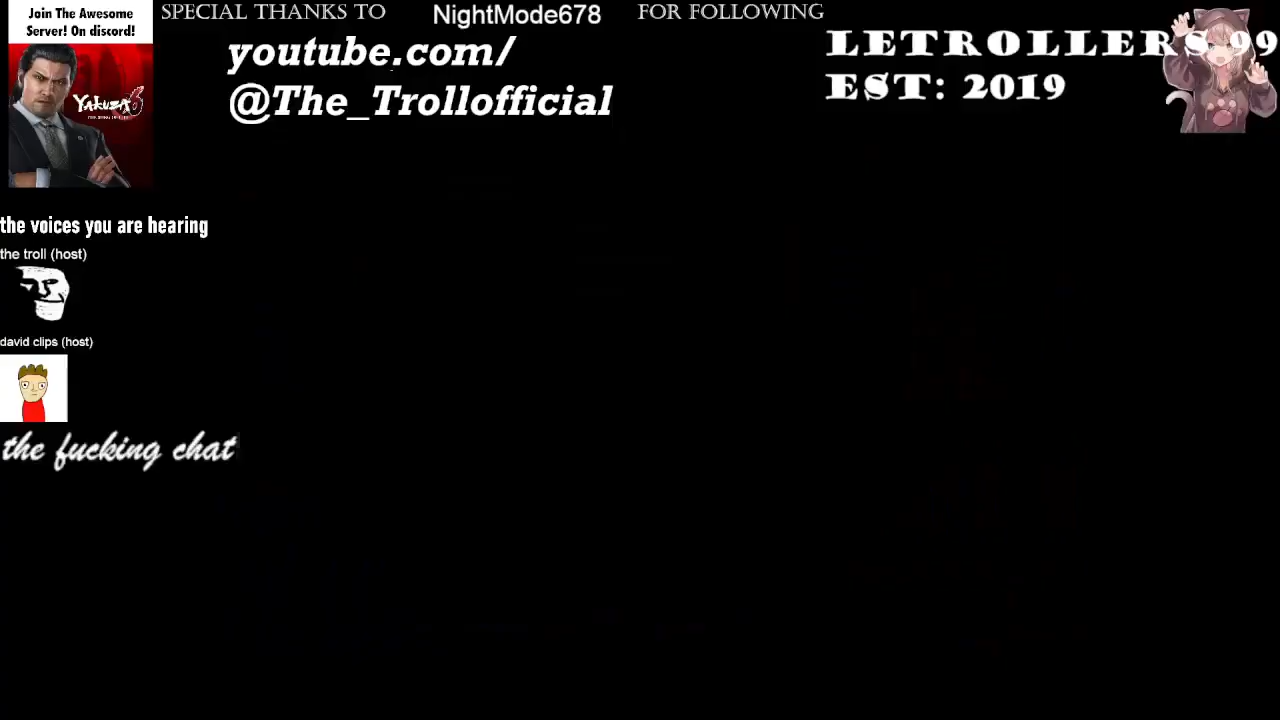 Join The Awesome
Server! On discord!
SPECIAL THANKS TO NightMode678 FOR FOLLOWING
youtube.com/
@The_Trollofficial
LETROLLERS 99
EST: 2019
YAKUZA6
the voices you are hearing
the troll (host)
david clips (host)
the fucking chat